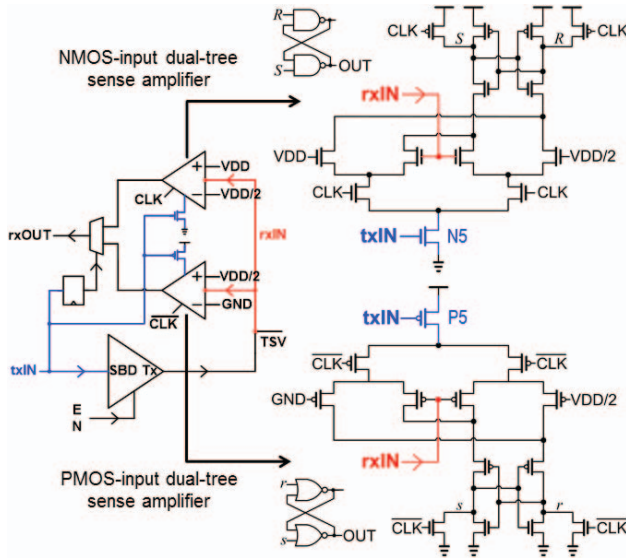 NMOS-input dual-tree
sense amplifier
VDD
VDD/2
CLK
rxOUT
rxIN
VDD/2
GND
CLK
TSV
txIN
SBD Tx
E
N
PMOS-input dual-tree
sense amplifier
R
S
OUT
CLK
S
R
CLK
rxIN
VDD
VDD/2
CLK
CLK
txIN
N5
txIN
P5
CLK
CLK
GND
VDD/2
rxIN
r
s
OUT
CLK
s
r
CLK